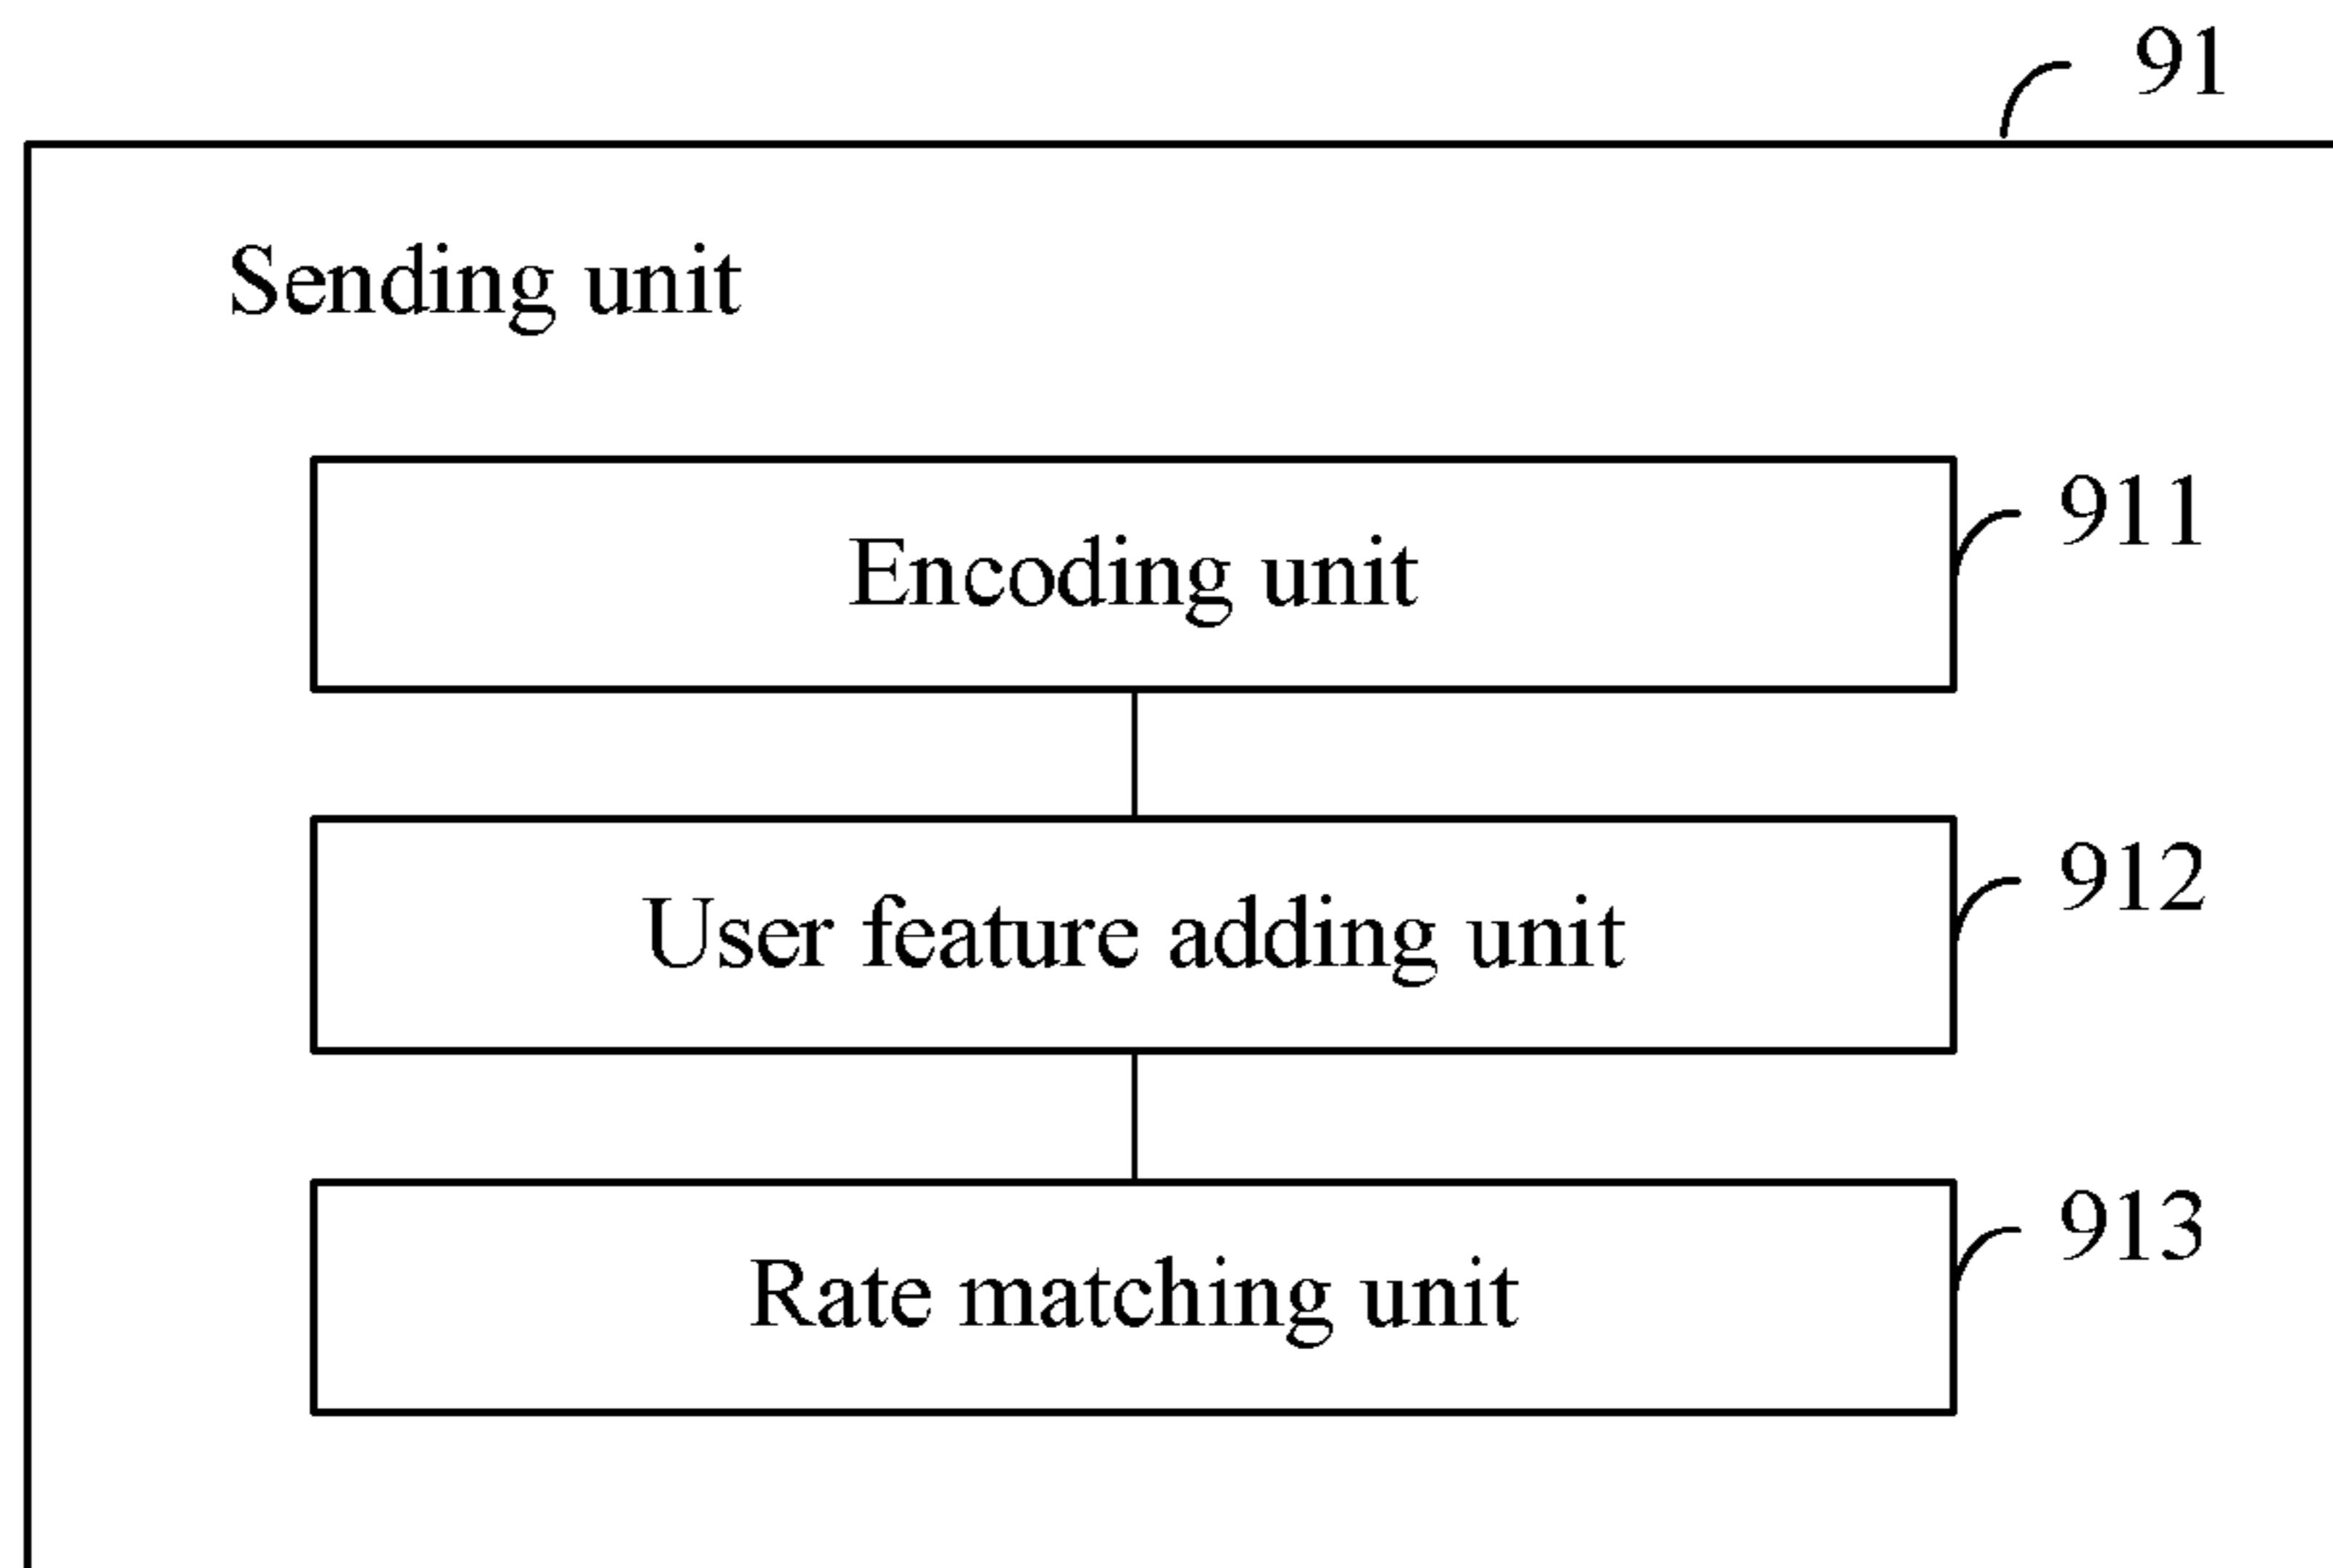 91
Sending unit
Encoding unit
911
User feature adding unit
912
Rate matching unit
913